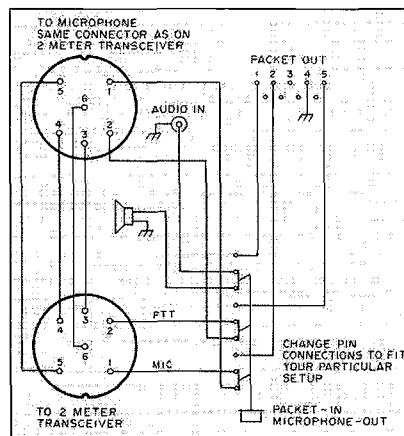 TO MICROPHONE
SAME CONNECTOR AS ON
2 METER TRANSCEIVER
PACKET OUT
1 2 3 4 5
5 1
6
AUDIO IN
4 3 2
3
4 2
PTT
6
5 1
MIC
CHANGE PIN
CONNECTIONS TO FIT
YOUR PARTICULAR
SETUP
TO 2 METER
TRANSCEIVER
PACKET-IN
MICROPHONE-OUT